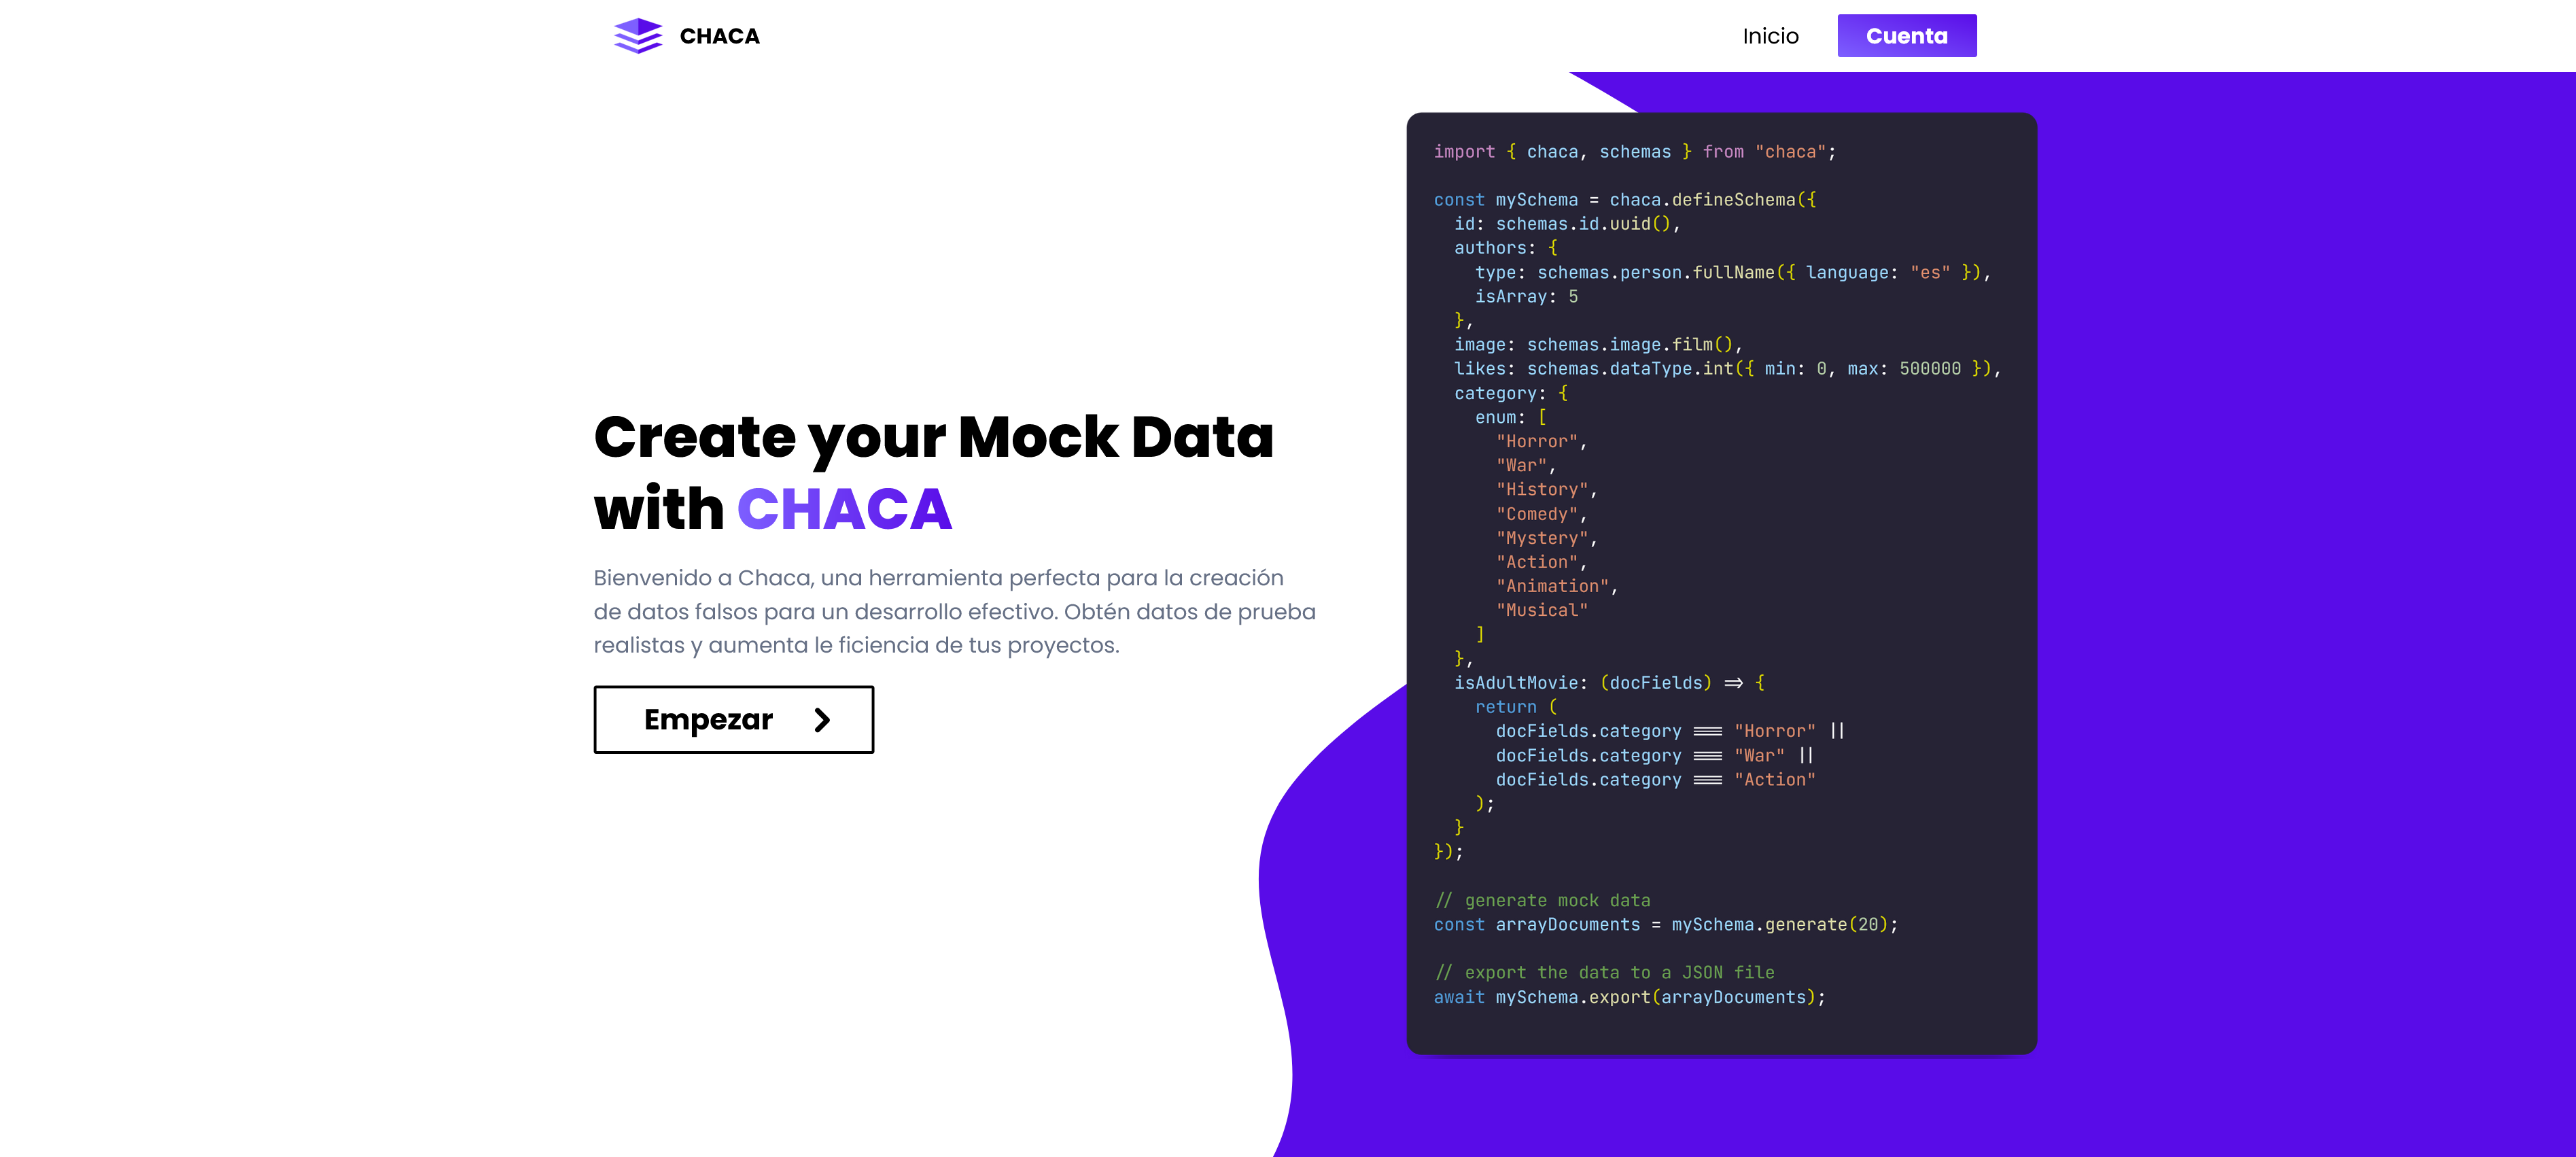 CHACA
Inicio
Cuenta
Create your Mock Data
with CHACA
Bienvenido a Chaca, una herramienta perfecta para la creación
de datos falsos para un desarrollo efectivo. Obtén datos de prueba
realistas y aumenta le ficiencia de tus proyectos.
Empezar
import { chaca, schemas } from "chaca";
const mySchema = chaca.defineSchema({
  id: schemas.id.uuid(),
  authors: {
    type: schemas.person.fullName({ language: "es" }),
    isArray: 5
  },
  image: schemas.image.film(),
  likes: schemas.dataType.int({ min: 0, max: 500000 }),
  category: {
    enum: [
      "Horror",
      "War",
      "History",
      "Comedy",
      "Mystery",
      "Action",
      "Animation",
      "Musical"
    ]
  },
  isAdultMovie: (docFields) => {
    return (
      docFields.category === "Horror" ||
      docFields.category === "War" ||
      docFields.category === "Action"
    );
  }
});
// generate mock data
const arrayDocuments = mySchema.generate(20);
// export the data to a JSON file
await mySchema.export(arrayDocuments);